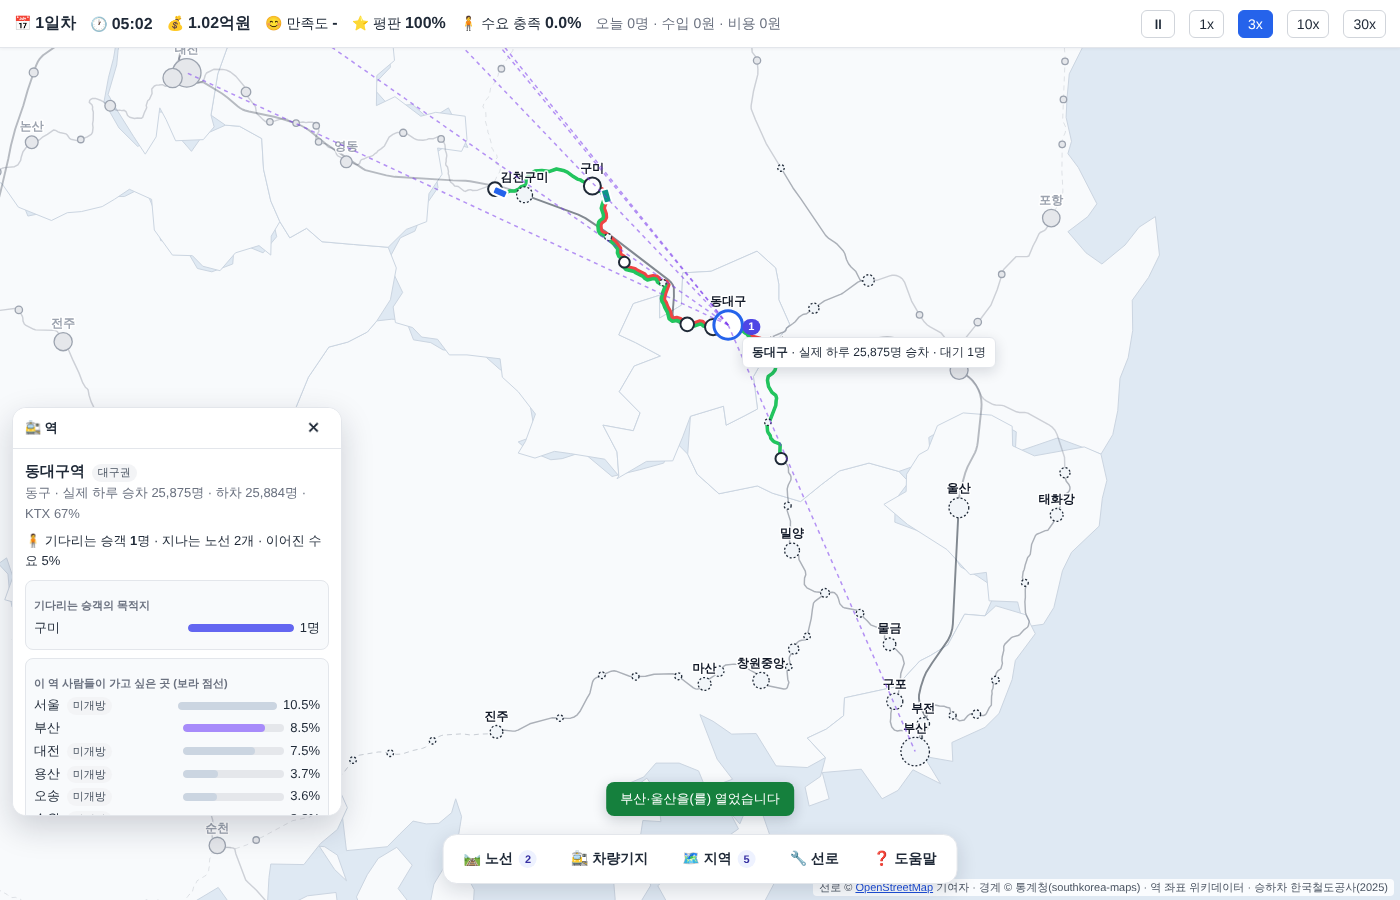 📅 1일차 🕐 05:02 💰 1.02억원 😊 만족도 - ⭐ 평판 100% 🧍 수요 충족 0.0% 오늘 0명 · 수입 0원 · 비용 0원 ⏸ 1x 3x 10x 30x
대전
논산
영동
김천구미
구미
포항
전주
동대구
1
동대구 · 실제 하루 25,875명 승차 · 대기 1명
울산
태화강
밀양
물금
마산
창원중앙
구포
부전
부산
진주
순천
🚉 역 ✕
동대구역 대구권
동구 · 실제 하루 승차 25,875명 · 하차 25,884명 ·
KTX 67%
🧍 기다리는 승객 1명 · 지나는 노선 2개 · 이어진 수
요 5%
기다리는 승객의 목적지
구미 1명
이 역 사람들이 가고 싶은 곳 (보라 점선)
서울 미개방 10.5%
부산 8.5%
대전 미개방 7.5%
용산 미개방 3.7%
오송 미개방 3.6%
부산·울산을(를) 열었습니다
🛤️ 노선 2 🚉 차량기지 🗺️ 지역 5 🔧 선로 ❓ 도움말
선로 © OpenStreetMap 기여자 · 경계 © 통계청(southkorea-maps) · 역 좌표 위키데이터 · 승하차 한국철도공사(2025)